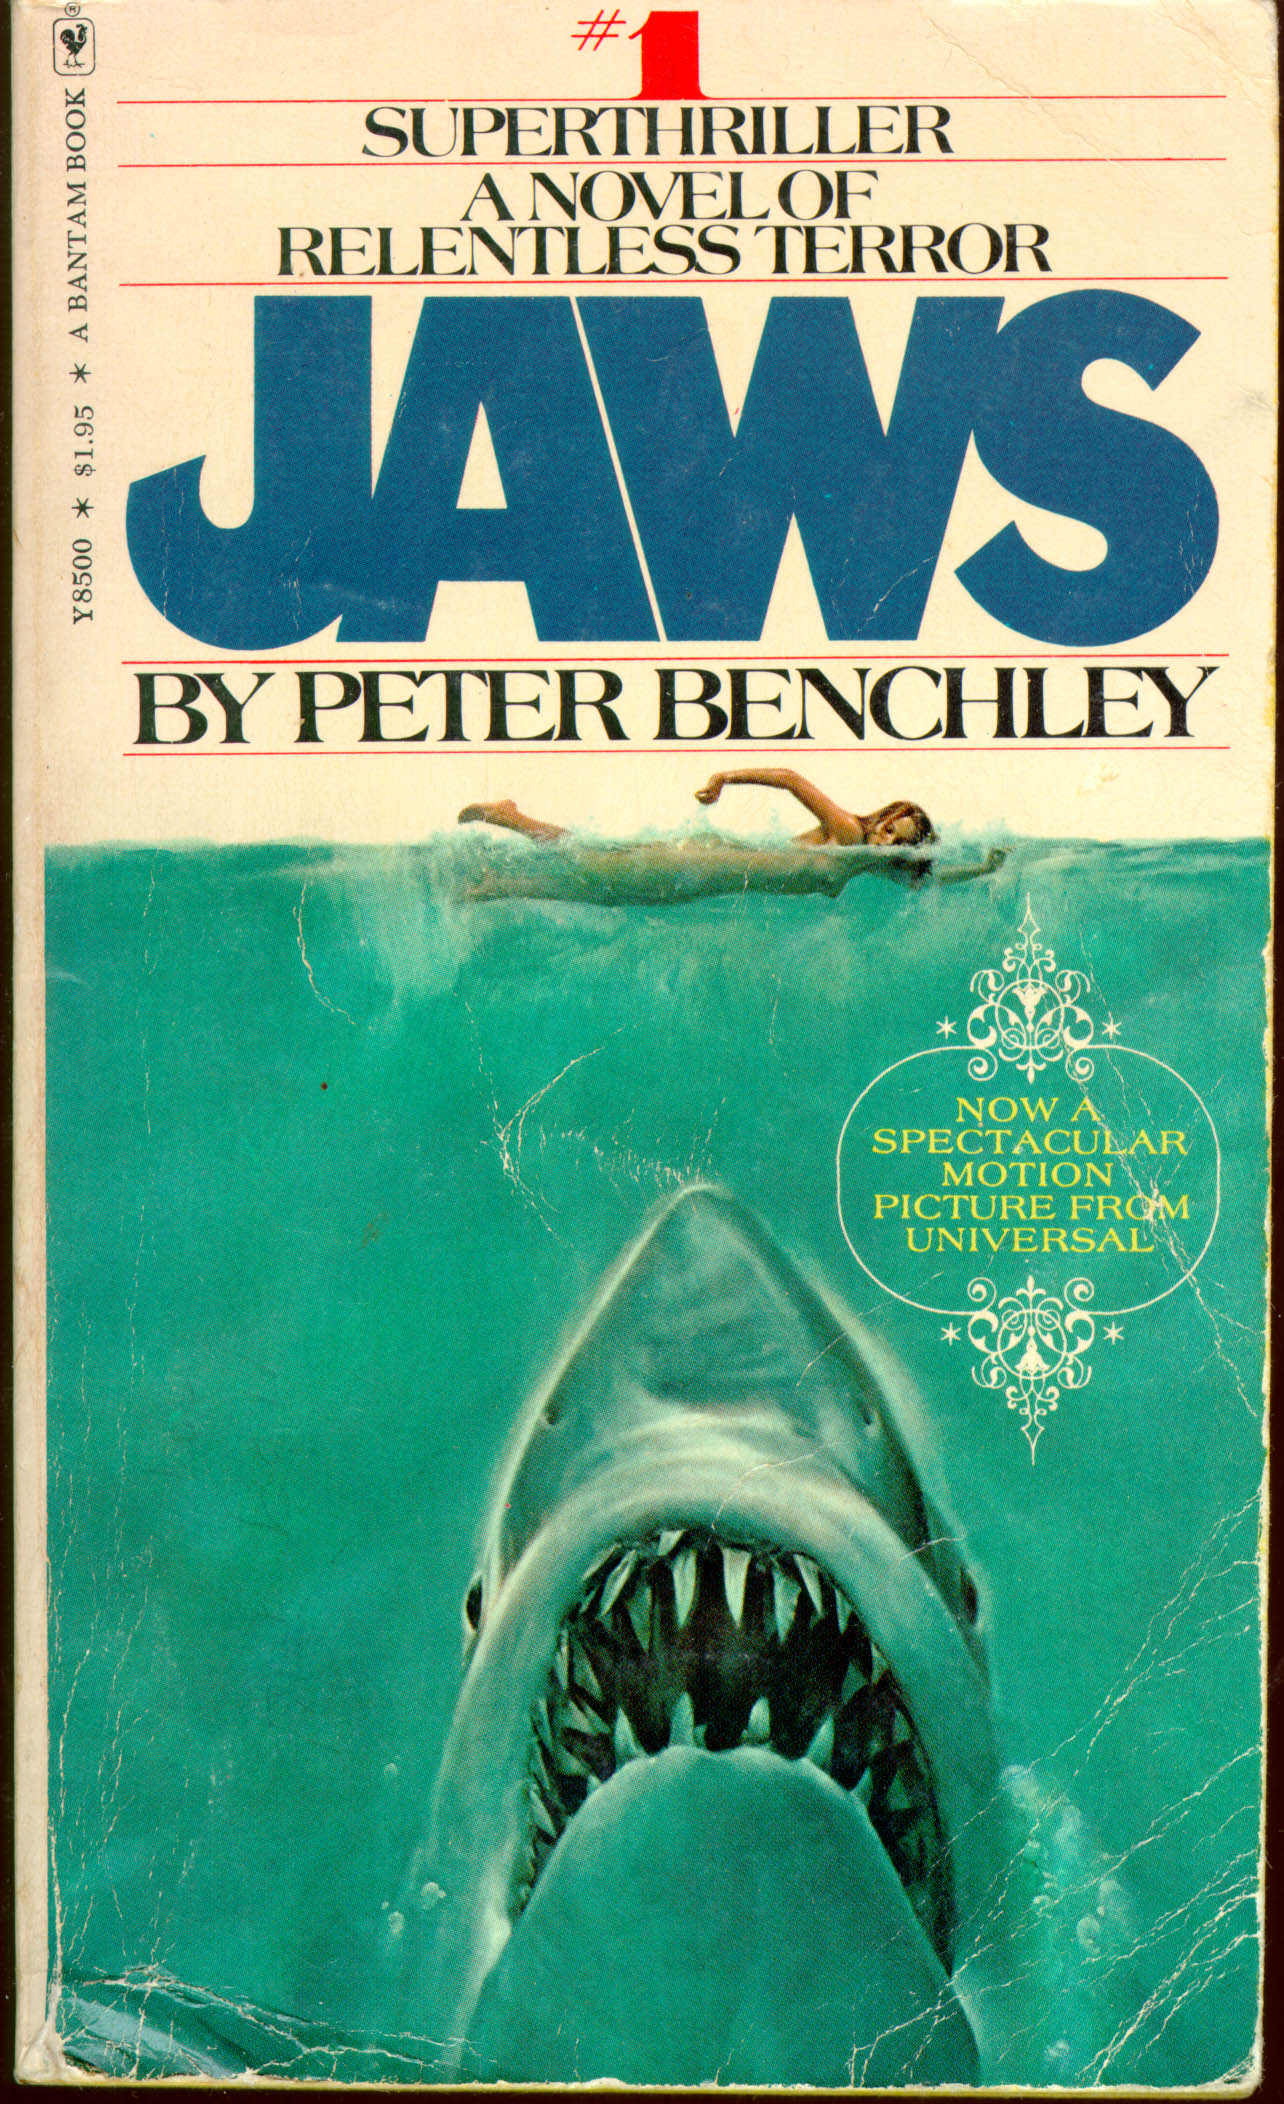 #1
SUPERTHRILLER
A NOVEL OF
RELENTLESS TERROR
JAWS
BY PETER BENCHLEY
NOW A
SPECTACULAR
MOTION
PICTURE FROM
UNIVERSAL
Y8500 * $1.95 * A BANTAM BOOK ®